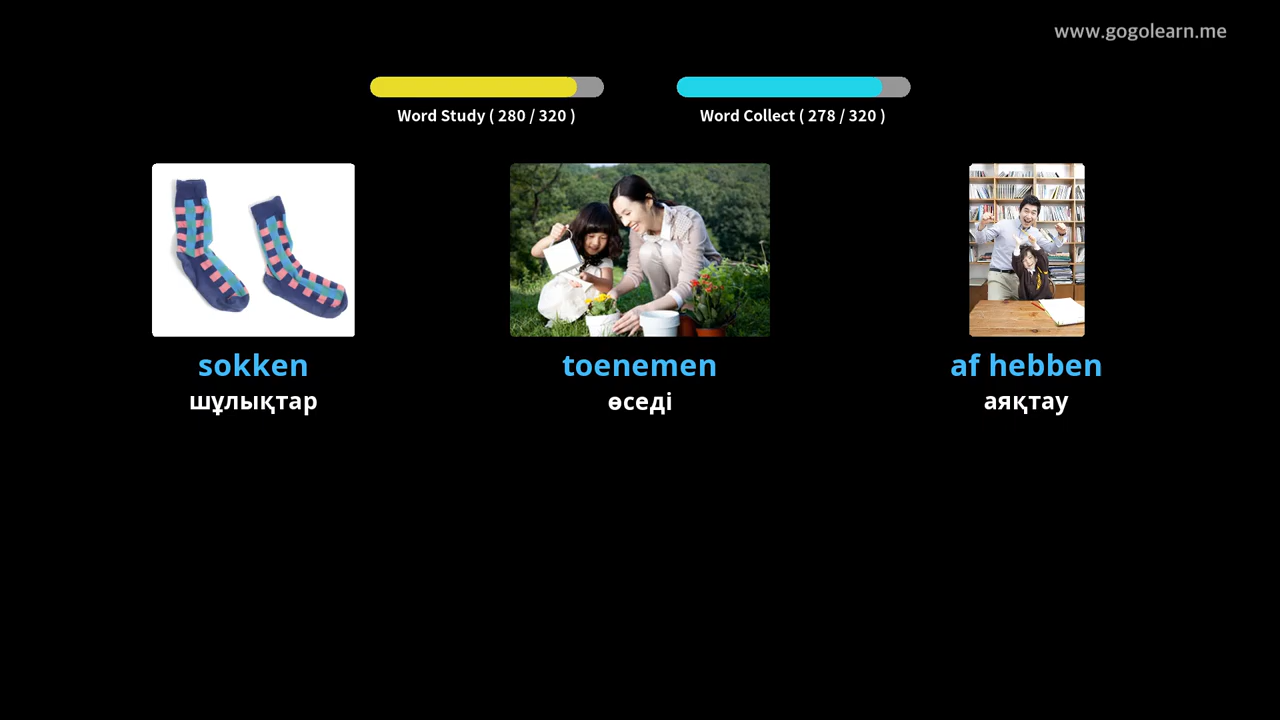 www.gogolearn.me
Word Study ( 280 / 320 )
Word Collect ( 278 / 320 )
sokken
шұлықтар
toenemen
өседі
af hebben
аяқтау